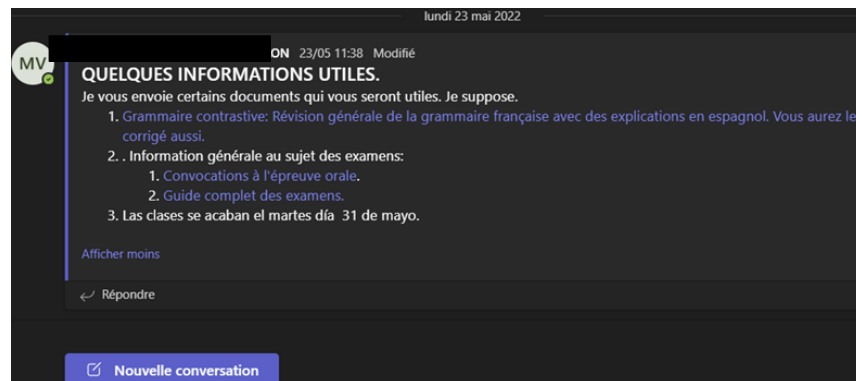 lundi 23 mai 2022
MV
ON 23/05 11:38 Modifié
QUELQUES INFORMATIONS UTILES.
Je vous envoie certains documents qui vous seront utiles. Je suppose.
1. Grammaire contrastive: Révision générale de la grammaire française avec des explications en espagnol. Vous aurez le
corrigé aussi.
2. . Information générale au sujet des examens:
1. Convocations à l'épreuve orale.
2. Guide complet des examens.
3. Las clases se acaban el martes día 31 de mayo.
Afficher moins
Répondre
Nouvelle conversation